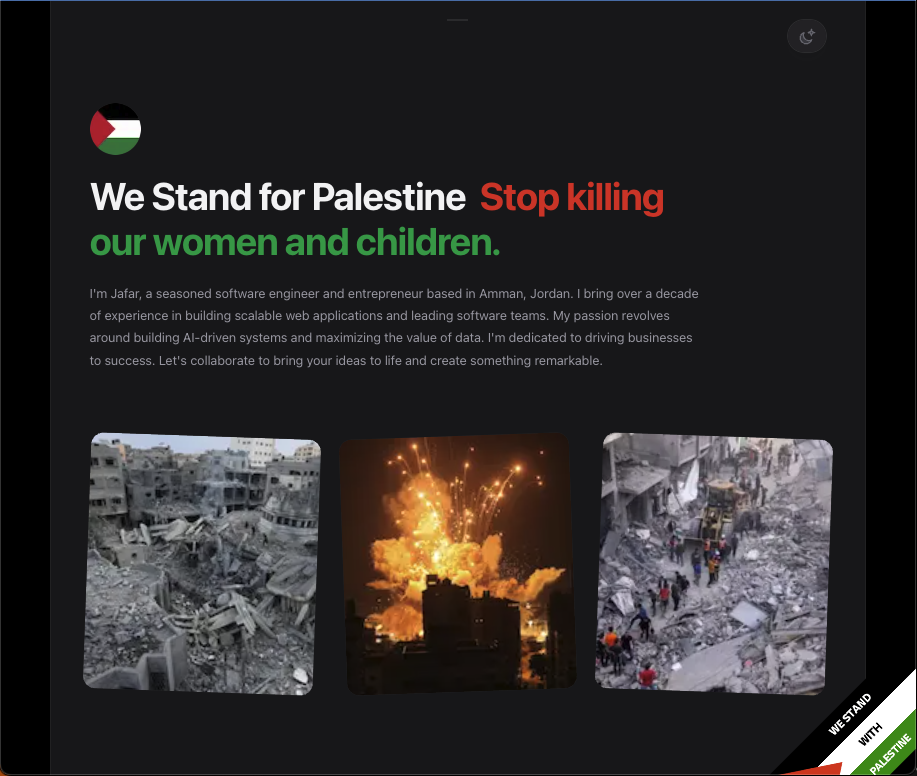 We Stand for Palestine Stop killing
our women and children.
I'm Jafar, a seasoned software engineer and entrepreneur based in Amman, Jordan. I bring over a decade
of experience in building scalable web applications and leading software teams. My passion revolves
around building AI-driven systems and maximizing the value of data. I'm dedicated to driving businesses
to success. Let's collaborate to bring your ideas to life and create something remarkable.
WE STAND
WITH
PALESTINE